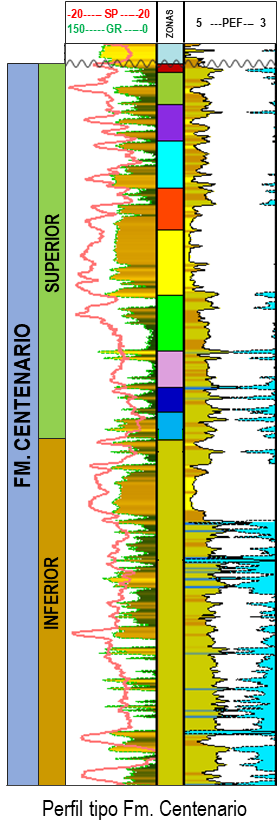 -20----- SP -----20
150-----GR-----0
ZONAS
5 ---PEF--- 3
FM. CENTENARIO
SUPERIOR
INFERIOR
Perfil tipo Fm. Centenario